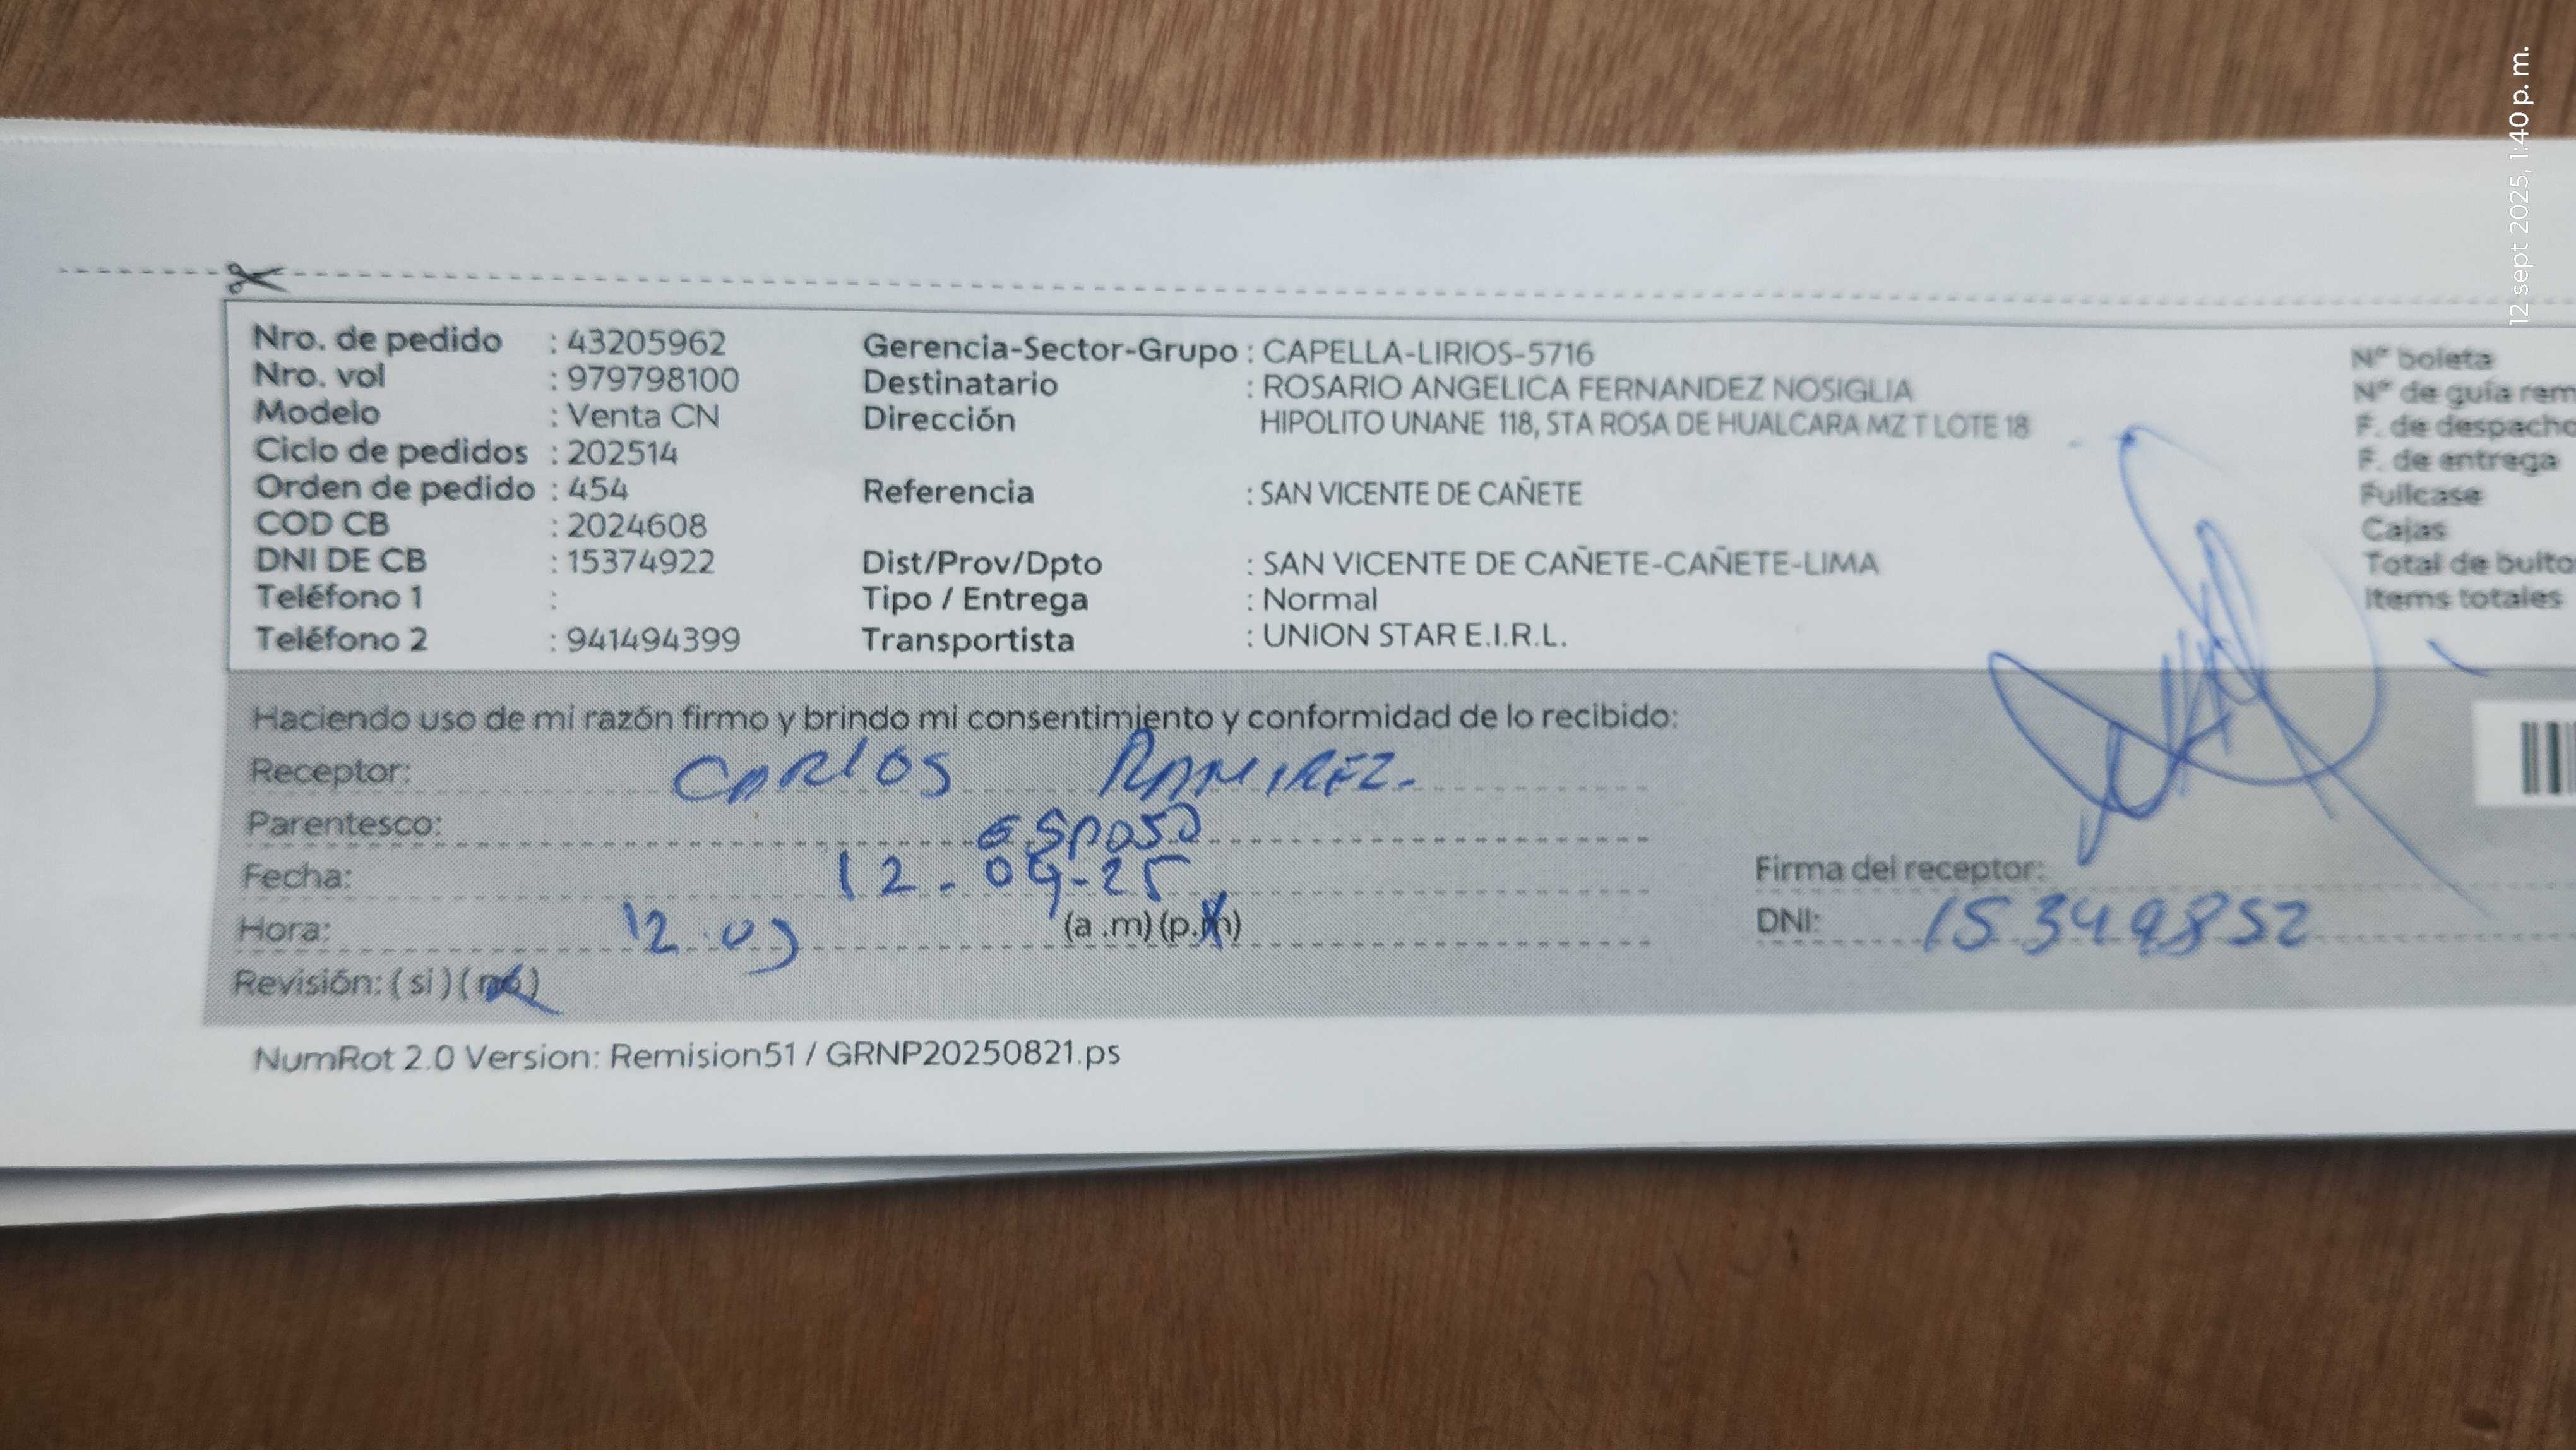 12 sept 2025, 1:40 p. m.
Nro. de pedido : 43205962
Nro. vol : 979798100
Modelo : Venta CN
Ciclo de pedidos : 202514
Orden de pedido : 454
COD CB : 2024608
DNI DE CB : 15374922
Teléfono 1 :
Teléfono 2 : 941494399
Gerencia-Sector-Grupo : CAPELLA-LIRIOS-5716
Destinatario : ROSARIO ANGELICA FERNANDEZ NOSIGLIA
Dirección HIPOLITO UNANE 118, STA ROSA DE HUALCARA MZ T LOTE 18
Referencia : SAN VICENTE DE CAÑETE
Dist/Prov/Dpto : SAN VICENTE DE CAÑETE-CAÑETE-LIMA
Tipo / Entrega : Normal
Transportista : UNION STAR E.I.R.L.
N° boleta
N° de guía rem
F. de despacho
F. de entrega
Fullcase
Cajas
Total de bulto
Items totales
Haciendo uso de mi razón firmo y brindo mi consentimiento y conformidad de lo recibido:
Receptor: CARLOS RAMIREZ.
Parentesco: ESPOSO
Fecha: 12-09-25
Hora: 12.09 (a .m) (p.m)
Revisión: ( si ) ( no )
Firma del receptor:
DNI: 15349852
NumRot 2.0 Version: Remision51 / GRNP20250821.ps